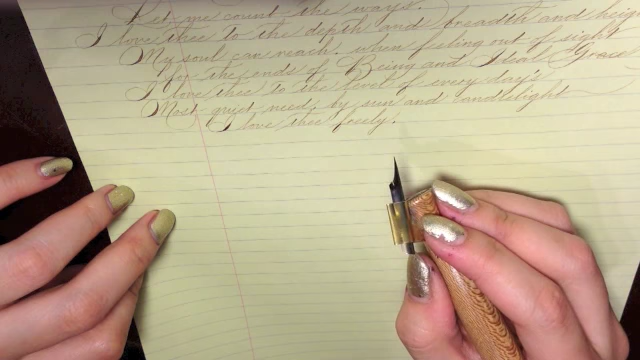 Let me count the ways.
I love thee to the depth and breadth and heig
My soul can reach, when feeling out of sight
For the ends of Being and Ideal Grace
I love thee to the level of every day's
Most quiet need, by sun and candlelight
I love thee freely.